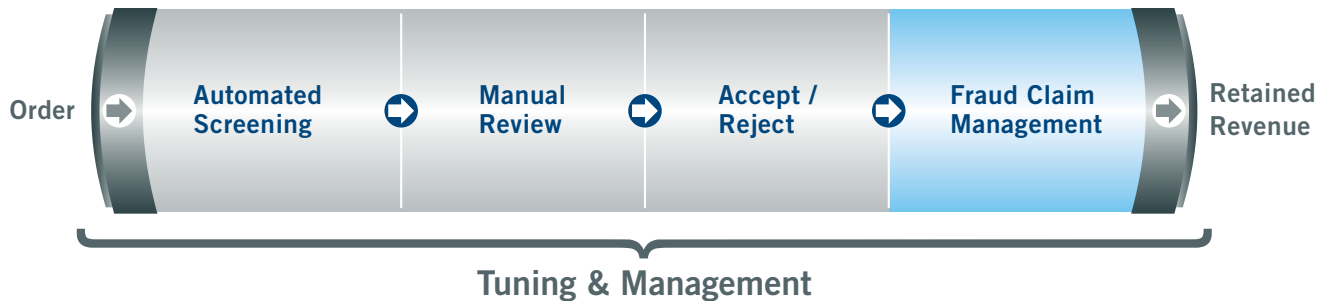 Order
Automated
Screening
Manual
Review
Accept /
Reject
Fraud Claim
Management
Retained
Revenue
Tuning & Management